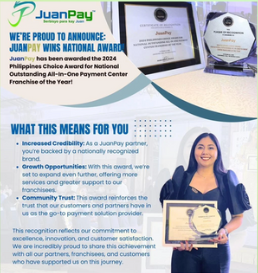 JuanPay
WE'RE PROUD TO ANNOUNCE:
JUANPAY WINS NATIONAL AWARD
JuanPay has been awarded the 2024
Philippines Choice Award for National
Outstanding All-in-One Payment Center
Franchise of the Year!
WHAT THIS MEANS FOR YOU
• Increased Credibility: As a JuanPay partner,
you're backed by a nationally recognized
brand.
• Growth Opportunities: With this award, we're
set to expand even further, offering more
services and greater support to our
franchisees.
• Community Trust: This award reinforces the
trust that our customers and partners have in
us as the go-to payment solution provider.
This recognition reflects our commitment to
excellence, innovation, and customer satisfaction.
We are incredibly proud to share this achievement
with all our partners, franchisees, and customers
who have supported us on this journey.